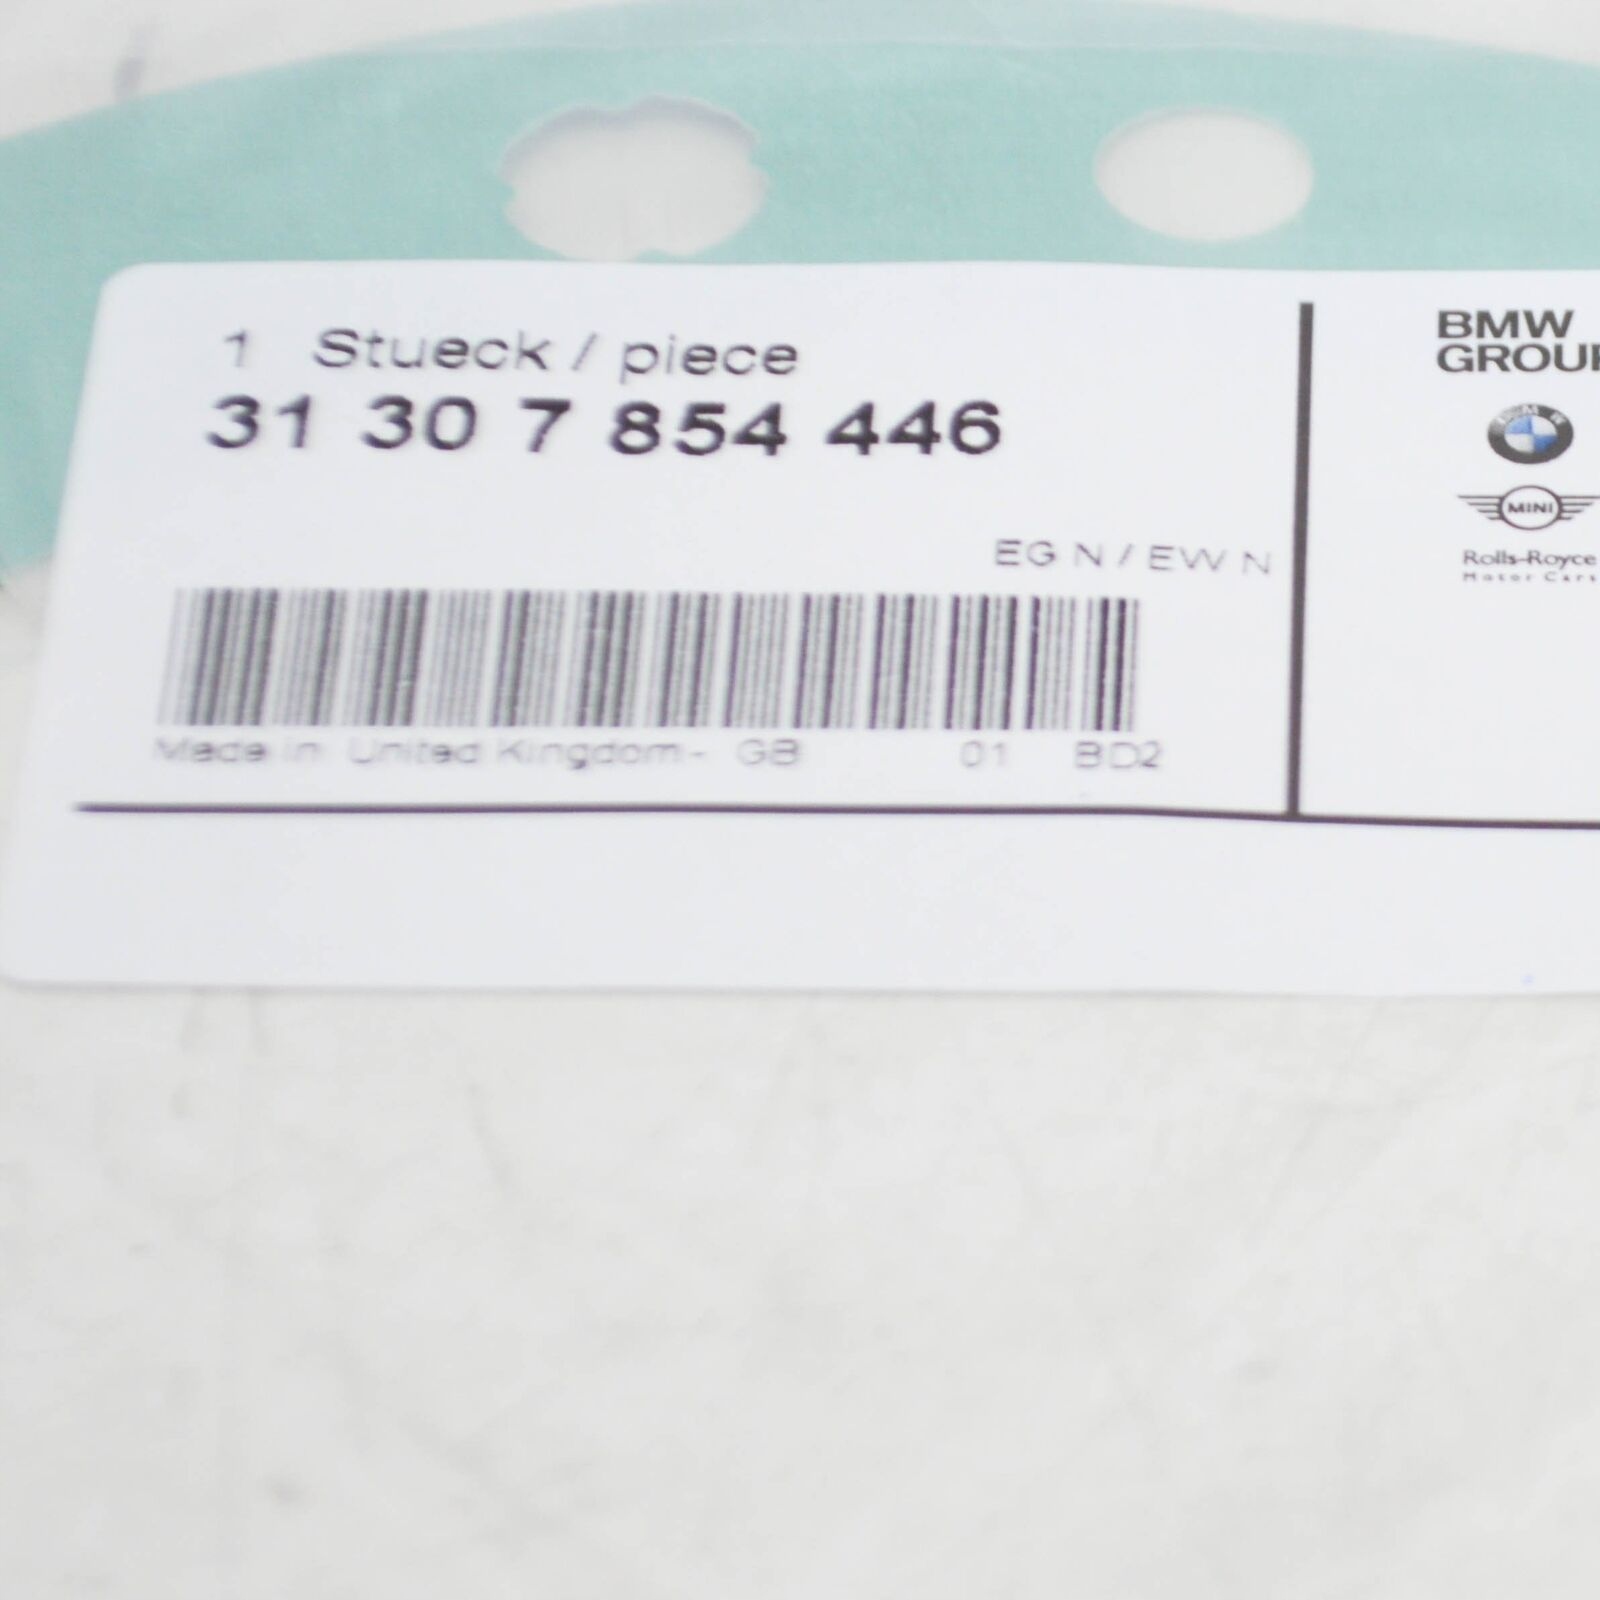 1 Stueck / piece
31 30 7 854 446
EG N / EW N
Made in United Kingdom - GB 01 BD2
BMW
GROUP
BMW
MINI
Rolls-Royce
Motor Cars